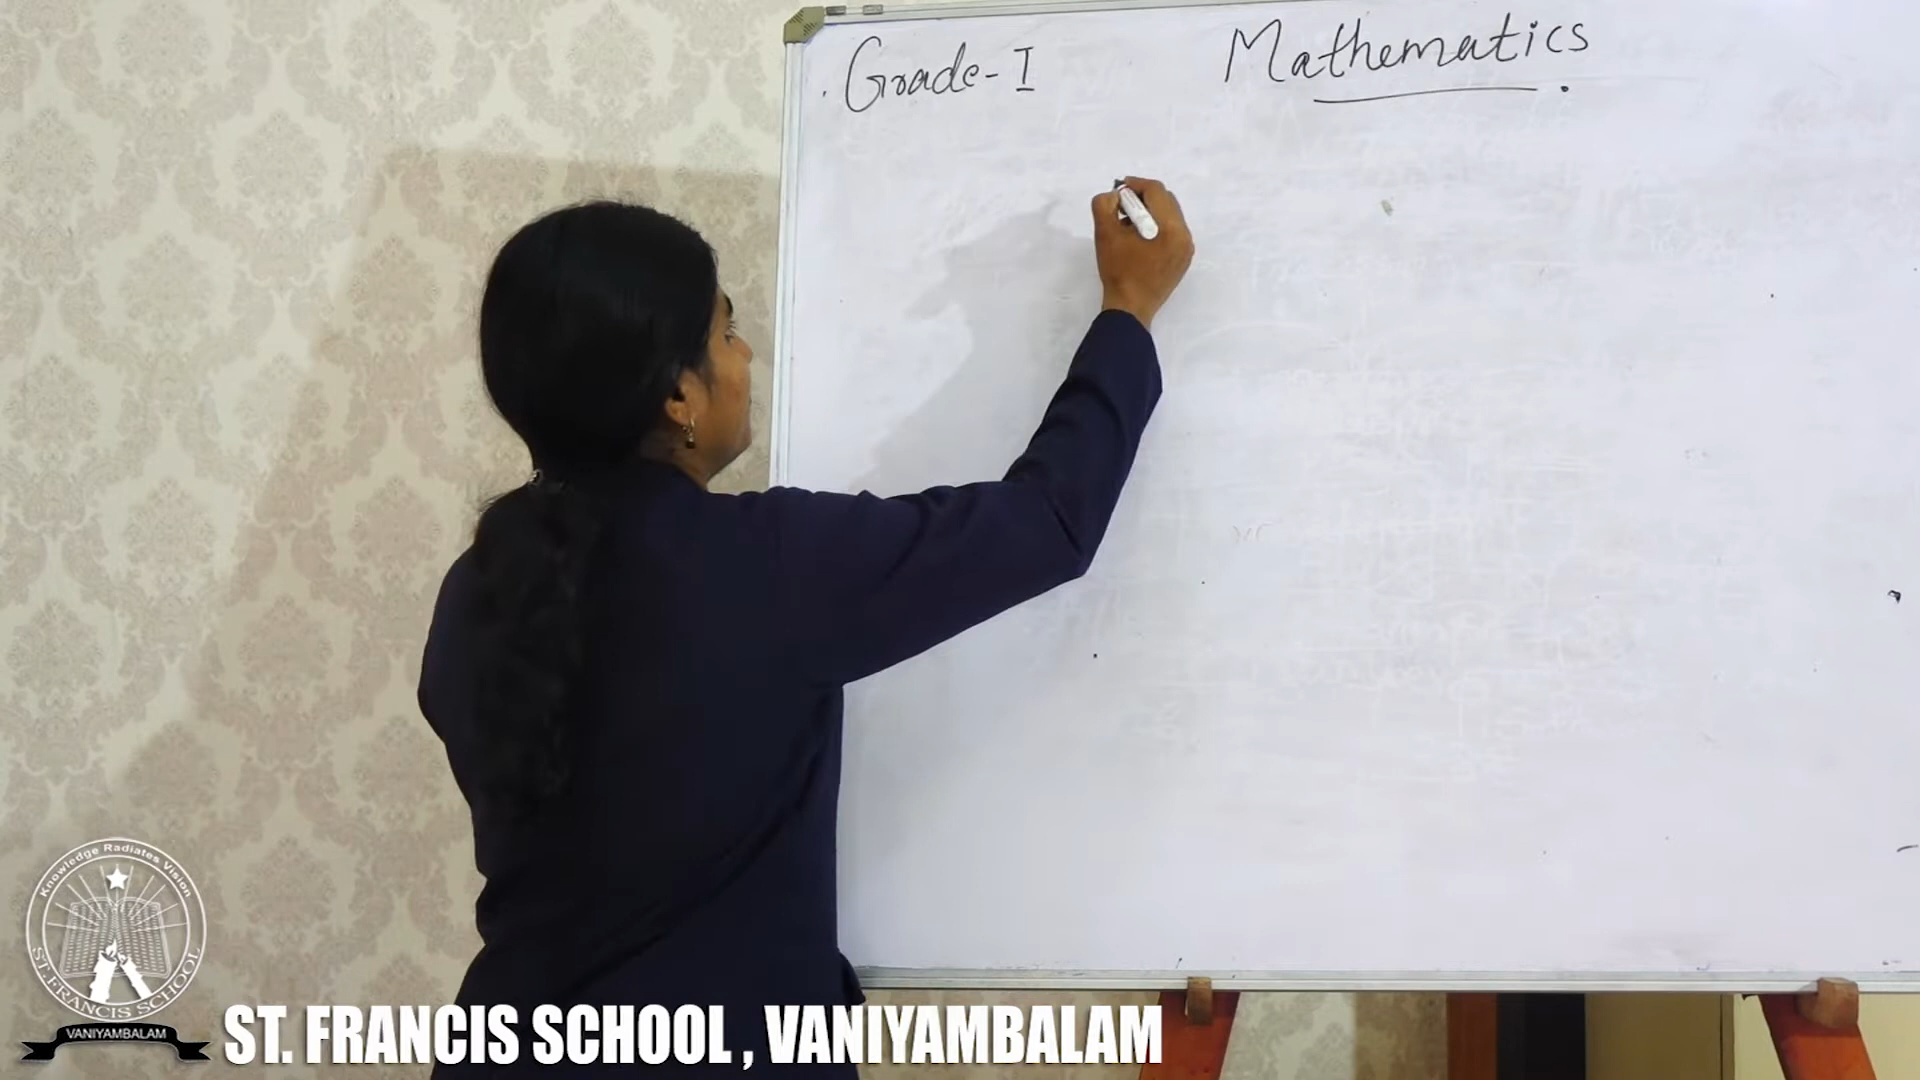 Grade-I
Mathematics
Knowledge Radiates Vision
ST. FRANCIS SCHOOL
VANIYAMBALAM
ST. FRANCIS SCHOOL , VANIYAMBALAM